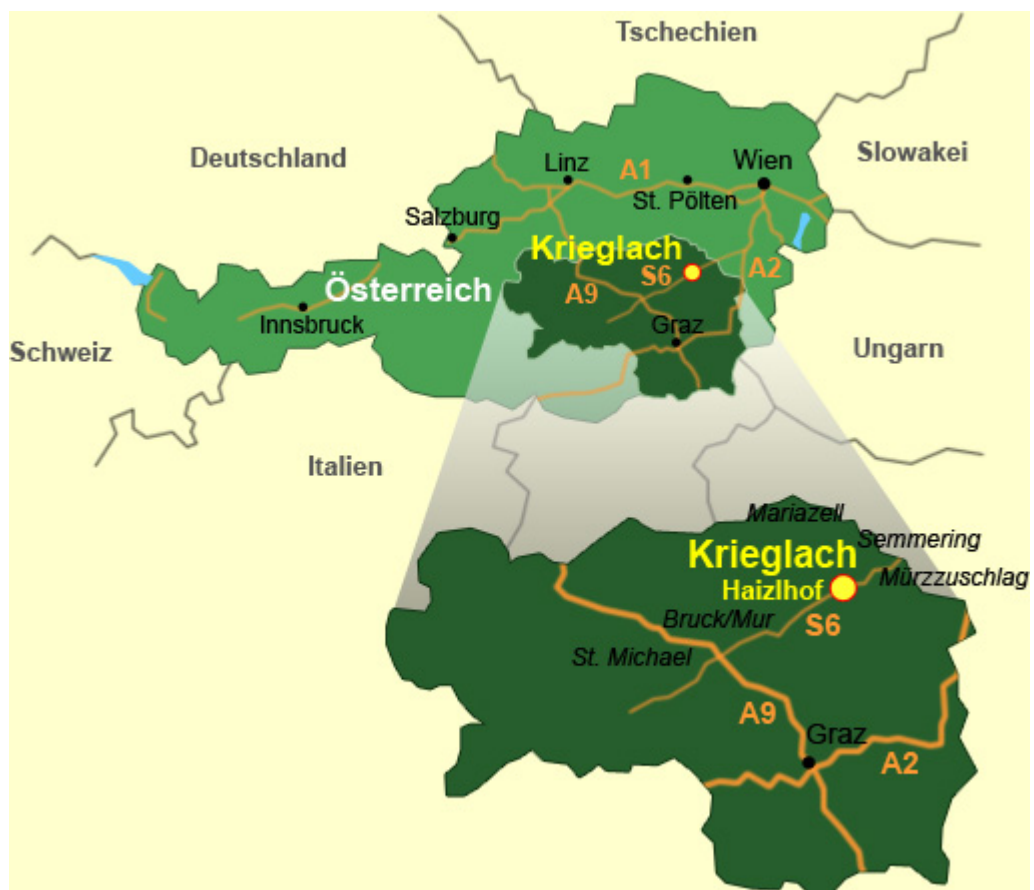 Tschechien
Deutschland
Slowakei
Linz
A1
Wien
St. Pölten
Salzburg
Krieglach
S6
A2
Österreich
A9
Innsbruck
Graz
Schweiz
Ungarn
Italien
Mariazell
Semmering
Krieglach
Mürzzuschlag
Haizlhof
Bruck/Mur
S6
St. Michael
A9
Graz
A2